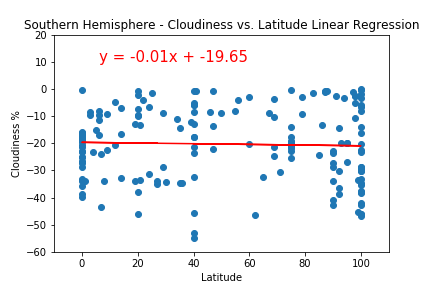 Southern Hemisphere - Cloudiness vs. Latitude Linear Regression
y = -0.01x + -19.65
Cloudiness %
20
10
0
−10
−20
−30
−40
−50
−60
0 20 40 60 80 100
Latitude